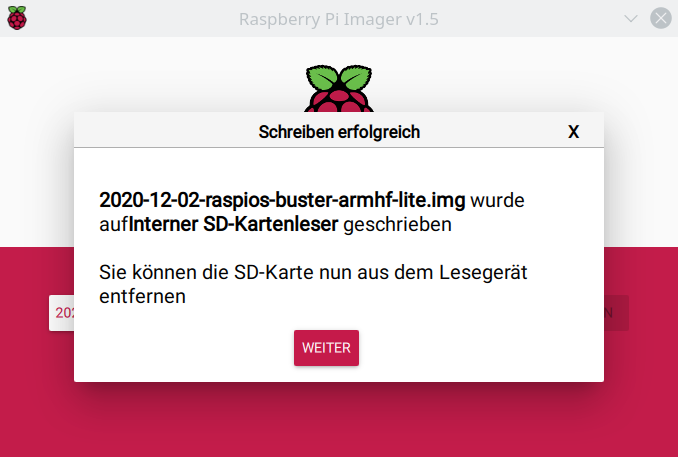 Raspberry Pi Imager v1.5
Schreiben erfolgreich
X
2020-12-02-raspios-buster-armhf-lite.img wurde
aufInterner SD-Kartenleser geschrieben
Sie können die SD-Karte nun aus dem Lesegerät
entfernen
202
N
WEITER